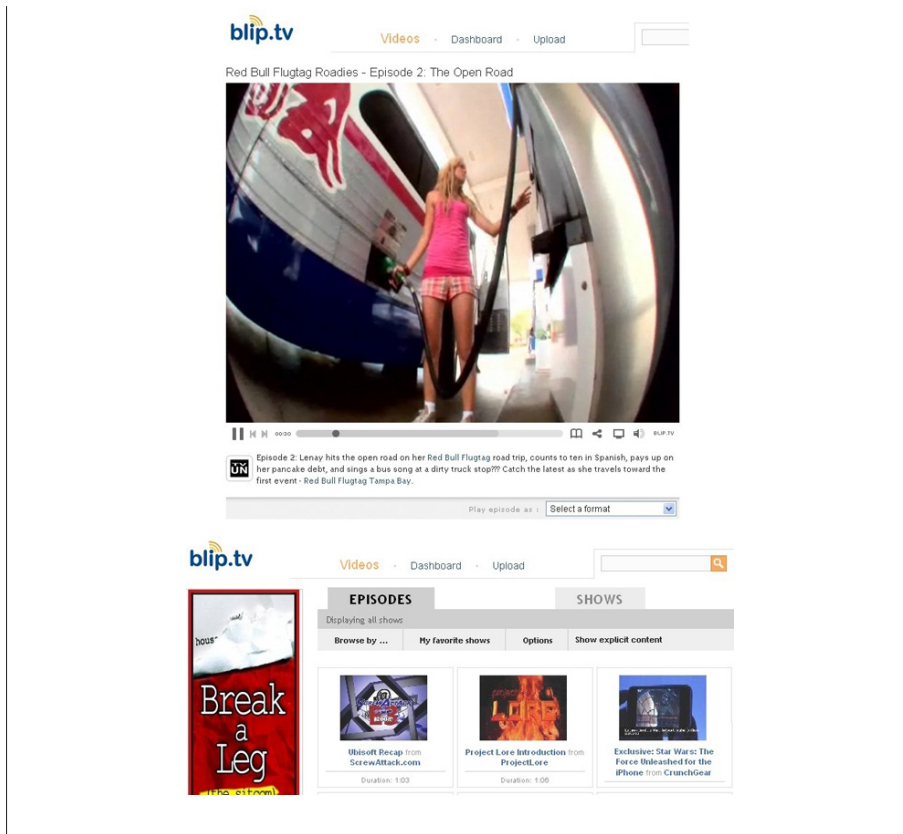 blip.tv
Videos - Dashboard - Upload
Red Bull Flugtag Roadies - Episode 2: The Open Road
00:30
BLIP.TV
Episode 2: Lenay hits the open road on her Red Bull Flugtag road trip, counts to ten in Spanish, pays up on
her pancake debt, and sings a bus song at a dirty truck stop??? Catch the latest as she travels toward the
first event - Red Bull Flugtag Tampa Bay.
Play episode as :
Select a format
blip.tv
Videos - Dashboard - Upload
EPISODES
SHOWS
Displaying all shows
Browse by ...
My favorite shows
Options
Show explicit content
house
Break
a
Leg
(the sitcom)
LORE
Ubisoft Recap from
ScrewAttack.com
Duration: 1:03
Project Lore Introduction from
ProjectLore
Duration: 1:06
Exclusive: Star Wars: The
Force Unleashed for the
iPhone from CrunchGear